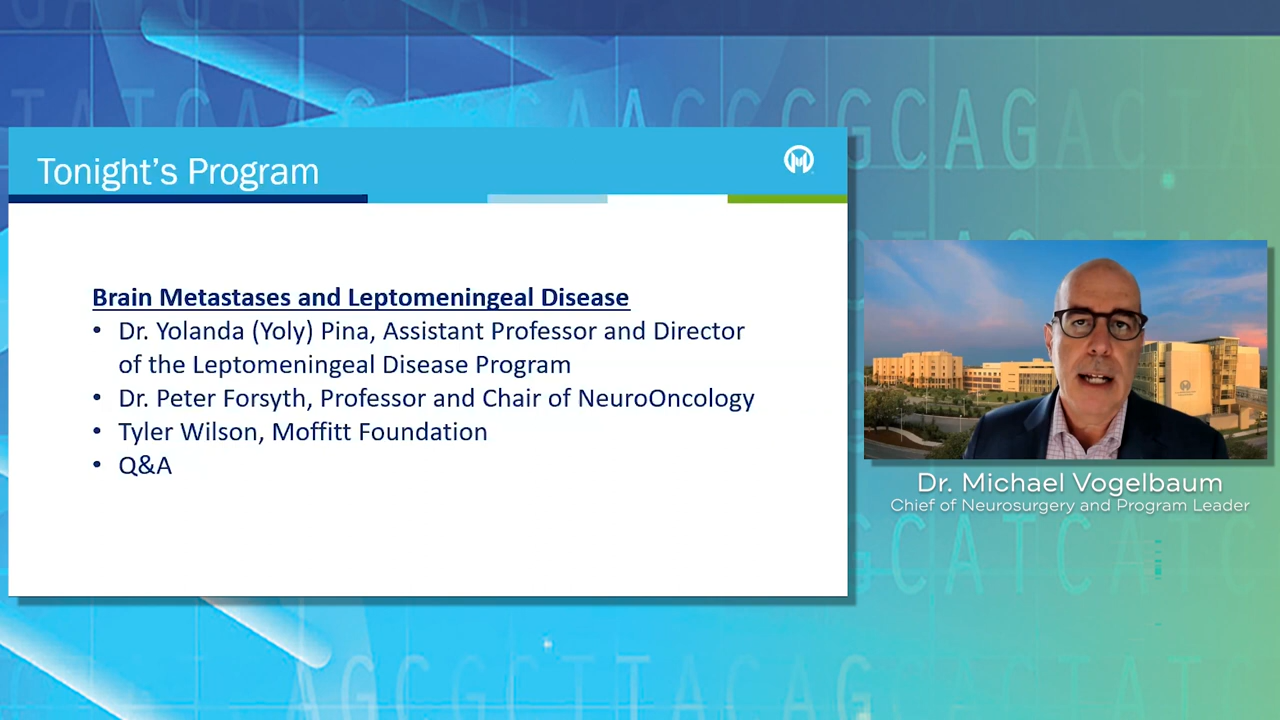 Tonight's Program
Brain Metastases and Leptomeningeal Disease
• Dr. Yolanda (Yoly) Pina, Assistant Professor and Director
of the Leptomeningeal Disease Program
• Dr. Peter Forsyth, Professor and Chair of NeuroOncology
• Tyler Wilson, Moffitt Foundation
• Q&A
Dr. Michael Vogelbaum
Chief of Neurosurgery and Program Leader